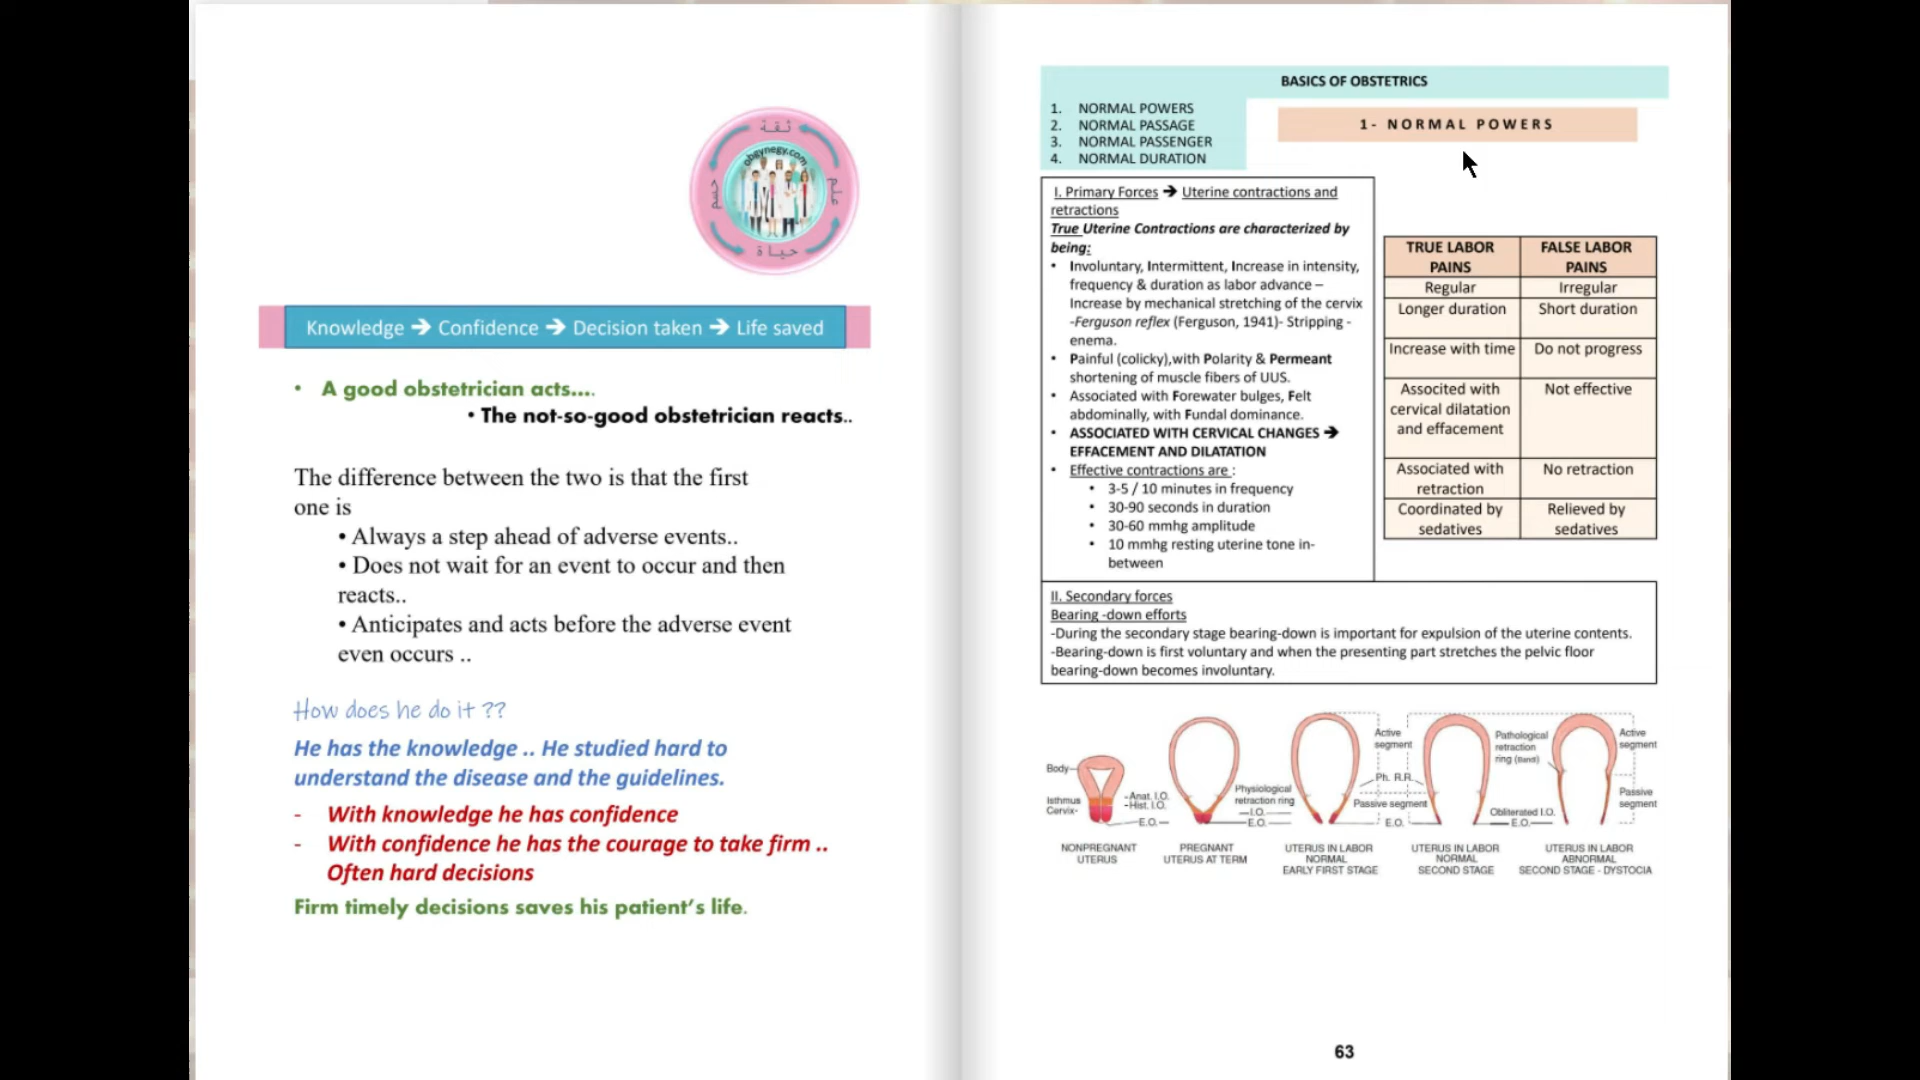 ثقة
علم
حياة
حسم
obgynegy.com
Knowledge → Confidence → Decision taken → Life saved
• A good obstetrician acts....
• The not-so-good obstetrician reacts..
The difference between the two is that the first
one is
• Always a step ahead of adverse events..
• Does not wait for an event to occur and then
reacts..
• Anticipates and acts before the adverse event
even occurs ..
How does he do it ??
He has the knowledge .. He studied hard to
understand the disease and the guidelines.
- With knowledge he has confidence
- With confidence he has the courage to take firm ..
Often hard decisions
Firm timely decisions saves his patient's life.
BASICS OF OBSTETRICS
1. NORMAL POWERS
2. NORMAL PASSAGE
3. NORMAL PASSENGER
4. NORMAL DURATION
1- NORMAL POWERS
I. Primary Forces → Uterine contractions and
retractions
True Uterine Contractions are characterized by
being:
• Involuntary, Intermittent, Increase in intensity,
frequency & duration as labor advance –
Increase by mechanical stretching of the cervix
-Ferguson reflex (Ferguson, 1941)- Stripping -
enema.
• Painful (colicky),with Polarity & Permeant
shortening of muscle fibers of UUS.
• Associated with Forewater bulges, Felt
abdominally, with Fundal dominance.
• ASSOCIATED WITH CERVICAL CHANGES →
EFFACEMENT AND DILATATION
• Effective contractions are :
• 3-5 / 10 minutes in frequency
• 30-90 seconds in duration
• 30-60 mmhg amplitude
• 10 mmhg resting uterine tone in-
between
TRUE LABOR PAINS FALSE LABOR PAINS
Regular Irregular
Longer duration Short duration
Increase with time Do not progress
Associted with cervical dilatation and effacement Not effective
Associated with retraction No retraction
Coordinated by sedatives Relieved by sedatives
II. Secondary forces
Bearing -down efforts
-During the secondary stage bearing-down is important for expulsion of the uterine contents.
-Bearing-down is first voluntary and when the presenting part stretches the pelvic floor
bearing-down becomes involuntary.
Body
Isthmus
Cervix
Anat. I.O.
Hist. I.O.
E.O.
Physiological
retraction ring
I.O.
E.O.
Active
segment
Ph. R.R.
Passive segment
E.O.
Pathological
retraction
ring (Band)
Obliterated I.O.
E.O.
Active
segment
Passive
segment
NONPREGNANT
UTERUS
PREGNANT
UTERUS AT TERM
UTERUS IN LABOR
NORMAL
EARLY FIRST STAGE
UTERUS IN LABOR
NORMAL
SECOND STAGE
UTERUS IN LABOR
ABNORMAL
SECOND STAGE - DYSTOCIA
63